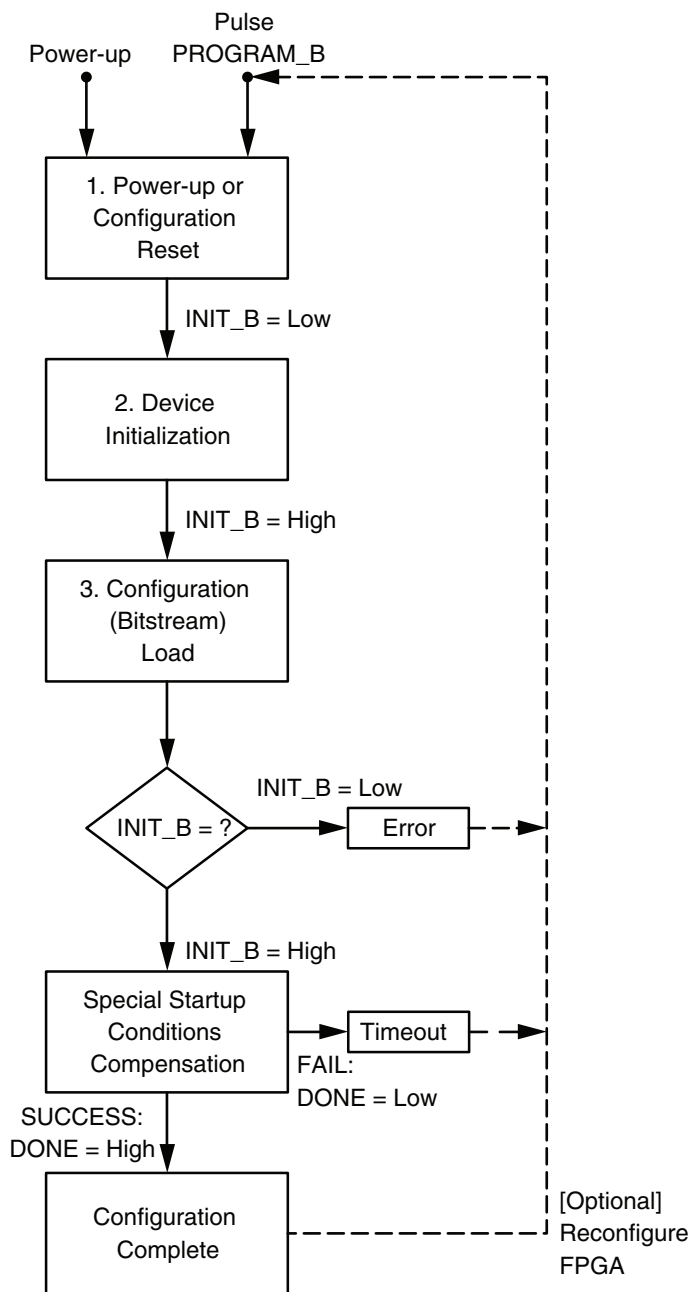 Pulse
PROGRAM_B
Power-up
1. Power-up or
Configuration
Reset
INIT_B = Low
2. Device
Initialization
INIT_B = High
3. Configuration
(Bitstream)
Load
INIT_B = ?
INIT_B = Low
Error
INIT_B = High
Special Startup
Conditions
Compensation
Timeout
FAIL:
DONE = Low
SUCCESS:
DONE = High
Configuration
Complete
[Optional]
Reconfigure
FPGA